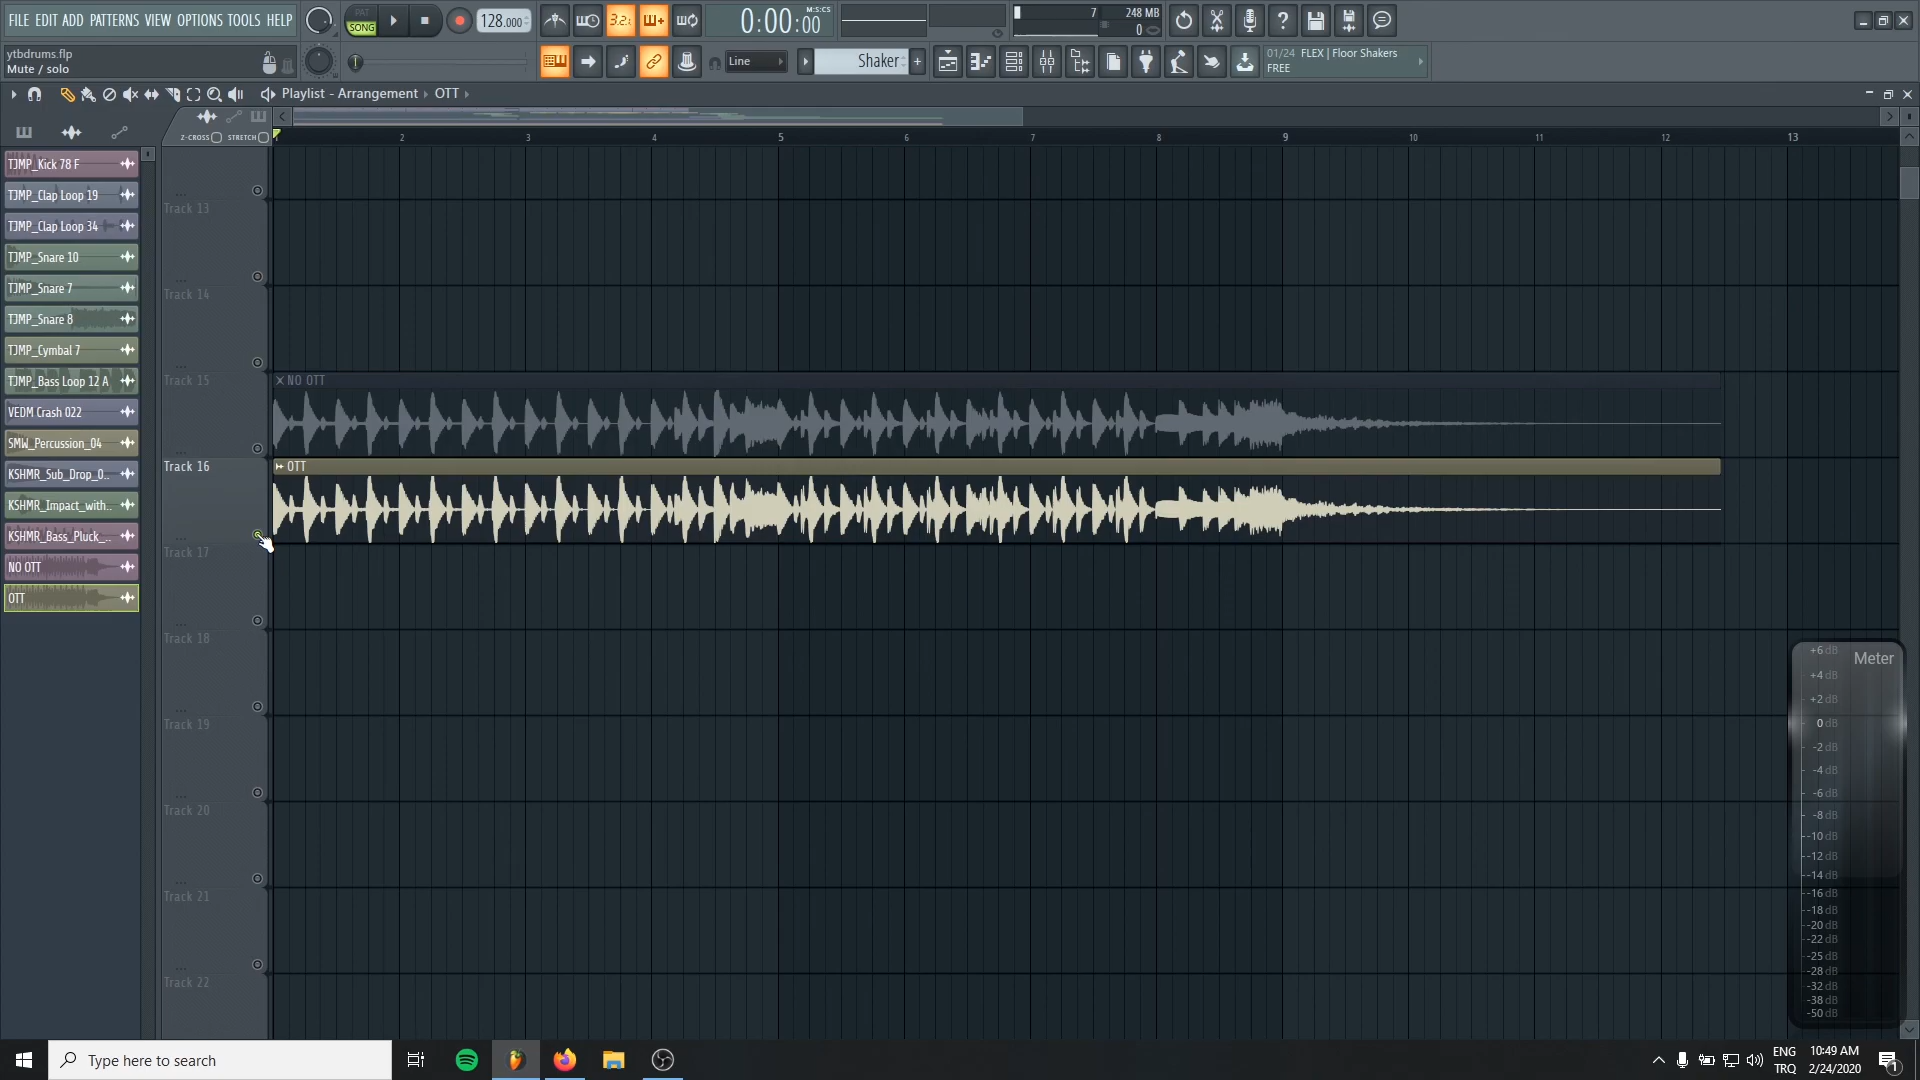 FILE EDIT ADD PATTERNS VIEW OPTIONS TOOLS HELP
PAT
SONG
128.000
3.2.
0:00:00
M:S:CS
7
248 MB
0
ytbdrums.flp
Mute / solo
Line
Shaker
01/24 FLEX | Floor Shakers
FREE
Playlist - Arrangement
OTT
Z-CROSS
STRETCH
2 3 4 5 6 7 8 9 10 11 12 13
TJMP_Kick 78 F
TJMP_Clap Loop 19
TJMP_Clap Loop 34
TJMP_Snare 10
TJMP_Snare 7
TJMP_Snare 8
TJMP_Cymbal 7
TJMP_Bass Loop 12 A
VEDM Crash 022
SMW_Percussion_04
KSHMR_Sub_Drop_0..
KSHMR_Impact_with..
KSHMR_Bass_Pluck_..
NO OTT
OTT
Track 13
Track 14
Track 15
NO OTT
Track 16
OTT
Track 17
Track 18
Track 19
Track 20
Track 21
Track 22
Meter
+6 dB
+4 dB
+2 dB
0 dB
-2 dB
-4 dB
-6 dB
-8 dB
-10 dB
-12 dB
-14 dB
-16 dB
-18 dB
-20 dB
-22 dB
-25 dB
-28 dB
-32 dB
-38 dB
-50 dB
Type here to search
ENG
TRQ
10:49 AM
2/24/2020
1